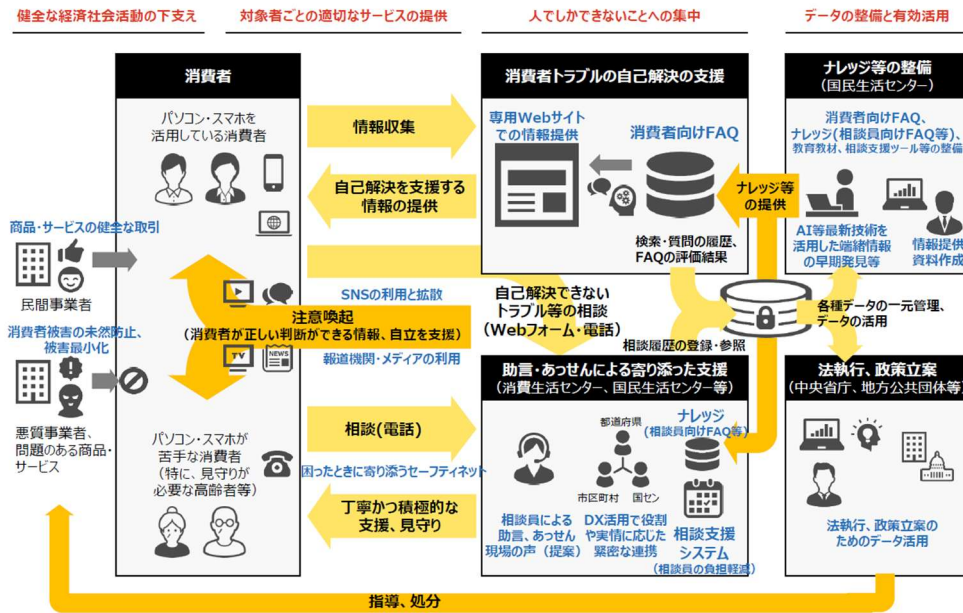 健全な経済社会活動の下支え
対象者ごとの適切なサービスの提供
人でしかできないことへの集中
データの整備と有効活用
消費者
パソコン・スマホを
活用している消費者
商品・サービスの健全な取引
民間事業者
消費者被害の未然防止、
被害最小化
悪質事業者、
問題のある商品・
サービス
情報収集
自己解決を支援する
情報の提供
SNSの利用と拡散
注意喚起
(消費者が正しい判断ができる情報、自立を支援)
TV
NEWS
報道機関・メディアの利用
パソコン・スマホが
苦手な消費者
(特に、見守りが
必要な高齢者等)
相談(電話)
困ったときに寄り添うセーフティネット
丁寧かつ積極的な
支援、見守り
消費者トラブルの自己解決の支援
専用Webサイト
での情報提供
消費者向けFAQ
検索・質問の履歴、
FAQの評価結果
ナレッジ等
の提供
自己解決できない
トラブル等の相談
(Webフォーム・電話)
相談履歴の登録・参照
助言・あっせんによる寄り添った支援
(消費生活センター、国民生活センター等)
都道府県
市区町村
国セン
ナレッジ
(相談員向けFAQ等)
相談員による
助言、あっせん
現場の声(提案)
DX活用で役割
や実情に応じた
緊密な連携
相談支援
システム
(相談員の負担軽減)
ナレッジ等の整備
(国民生活センター)
消費者向けFAQ、
ナレッジ(相談員向けFAQ等)、
教育教材、相談支援ツール等の整備
AI等最新技術を
活用した端緒情報
の早期発見等
情報提供
資料作成
各種データの一元管理、
データの活用
法執行、政策立案
(中央省庁、地方公共団体等)
法執行、政策立案の
ためのデータ活用
指導、処分